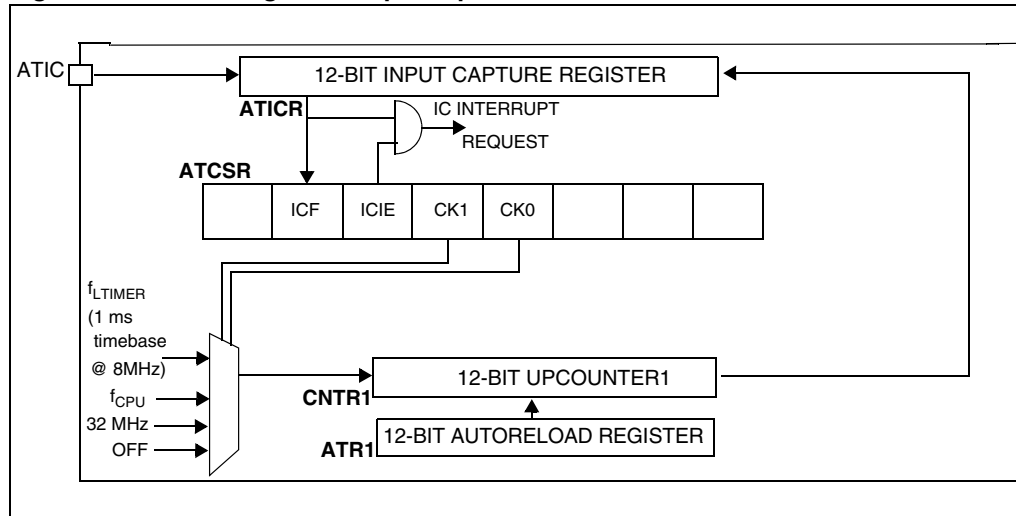 ATIC
12-BIT INPUT CAPTURE REGISTER
ATICR
IC INTERRUPT
REQUEST
ATCSR
ICF
ICIE
CK1
CK0
fLTIMER
(1 ms
timebase
@ 8MHz)
fCPU
32 MHz
OFF
12-BIT UPCOUNTER1
CNTR1
12-BIT AUTORELOAD REGISTER
ATR1